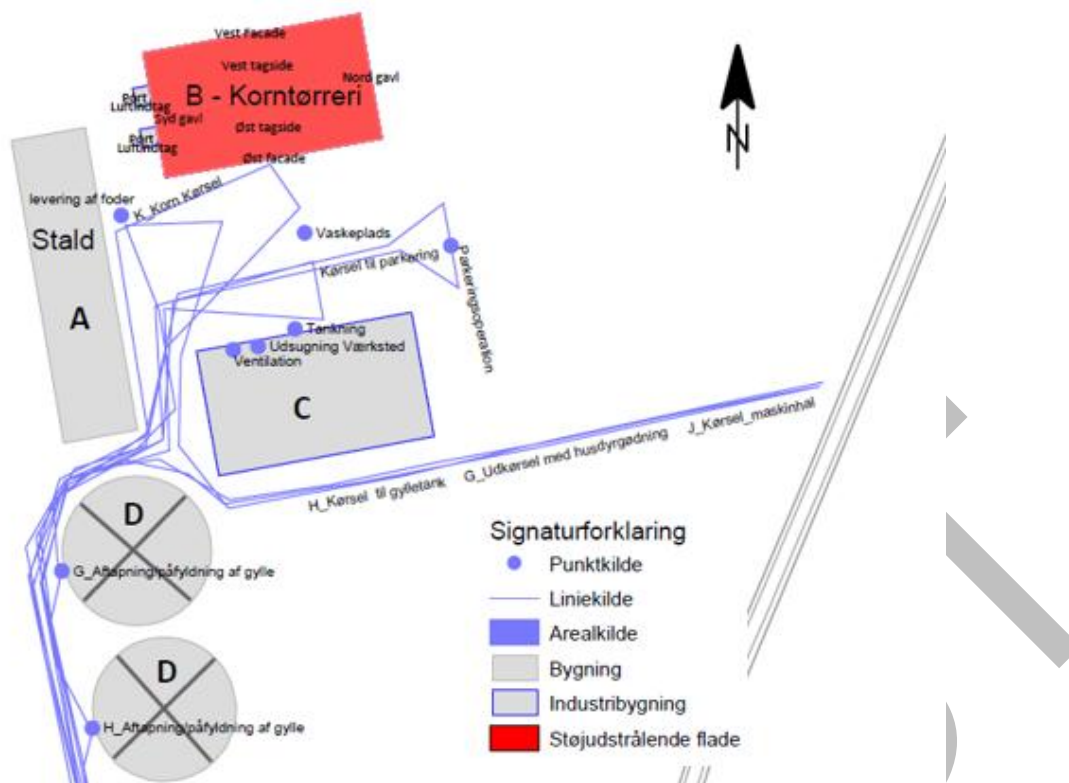 Vest Facade
Vest tagside
Nord gavl
B - Korntørreri
Port
Luftindtag
Syd gavl
Øst tagside
Port
Luftindtag
Øst facade
N
levering af foder
K_Korn Kørsel
Vaskeplads
Stald
Kørsel til parkering
Parkeringsoperation
A
Tankning
Udsugning Værksted
Ventilation
C
J_Kørsel_maskinhal
G_Udkørsel med husdyrgødning
H_Kørsel til gylletank
D
G_Aftapning/påfyldning af gylle
D
H_Aftapning/påfyldning af gylle
Signaturforklaring
Punktkilde
Liniekilde
Arealkilde
Bygning
Industribygning
Støjudstrålende flade